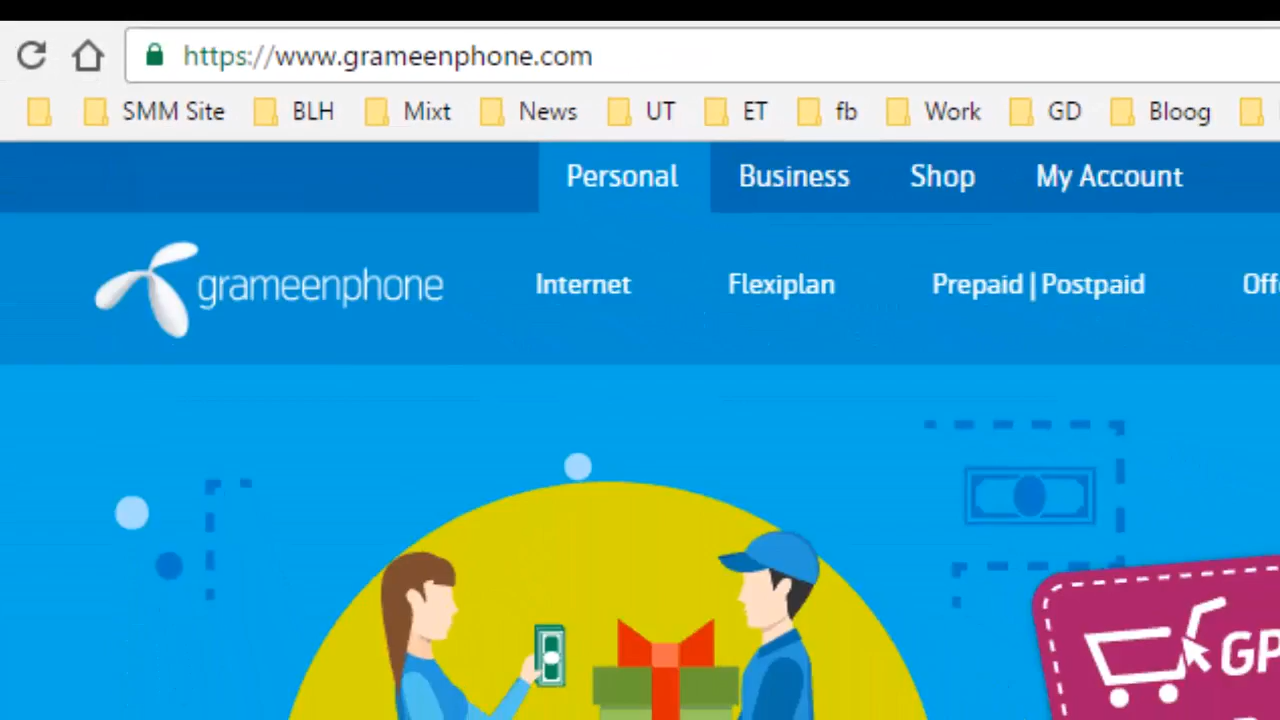 https://www.grameenphone.com
SMM Site BLH Mixt News UT ET fb Work GD Bloog
Personal Business Shop My Account
grameenphone Internet Flexiplan Prepaid | Postpaid
GP